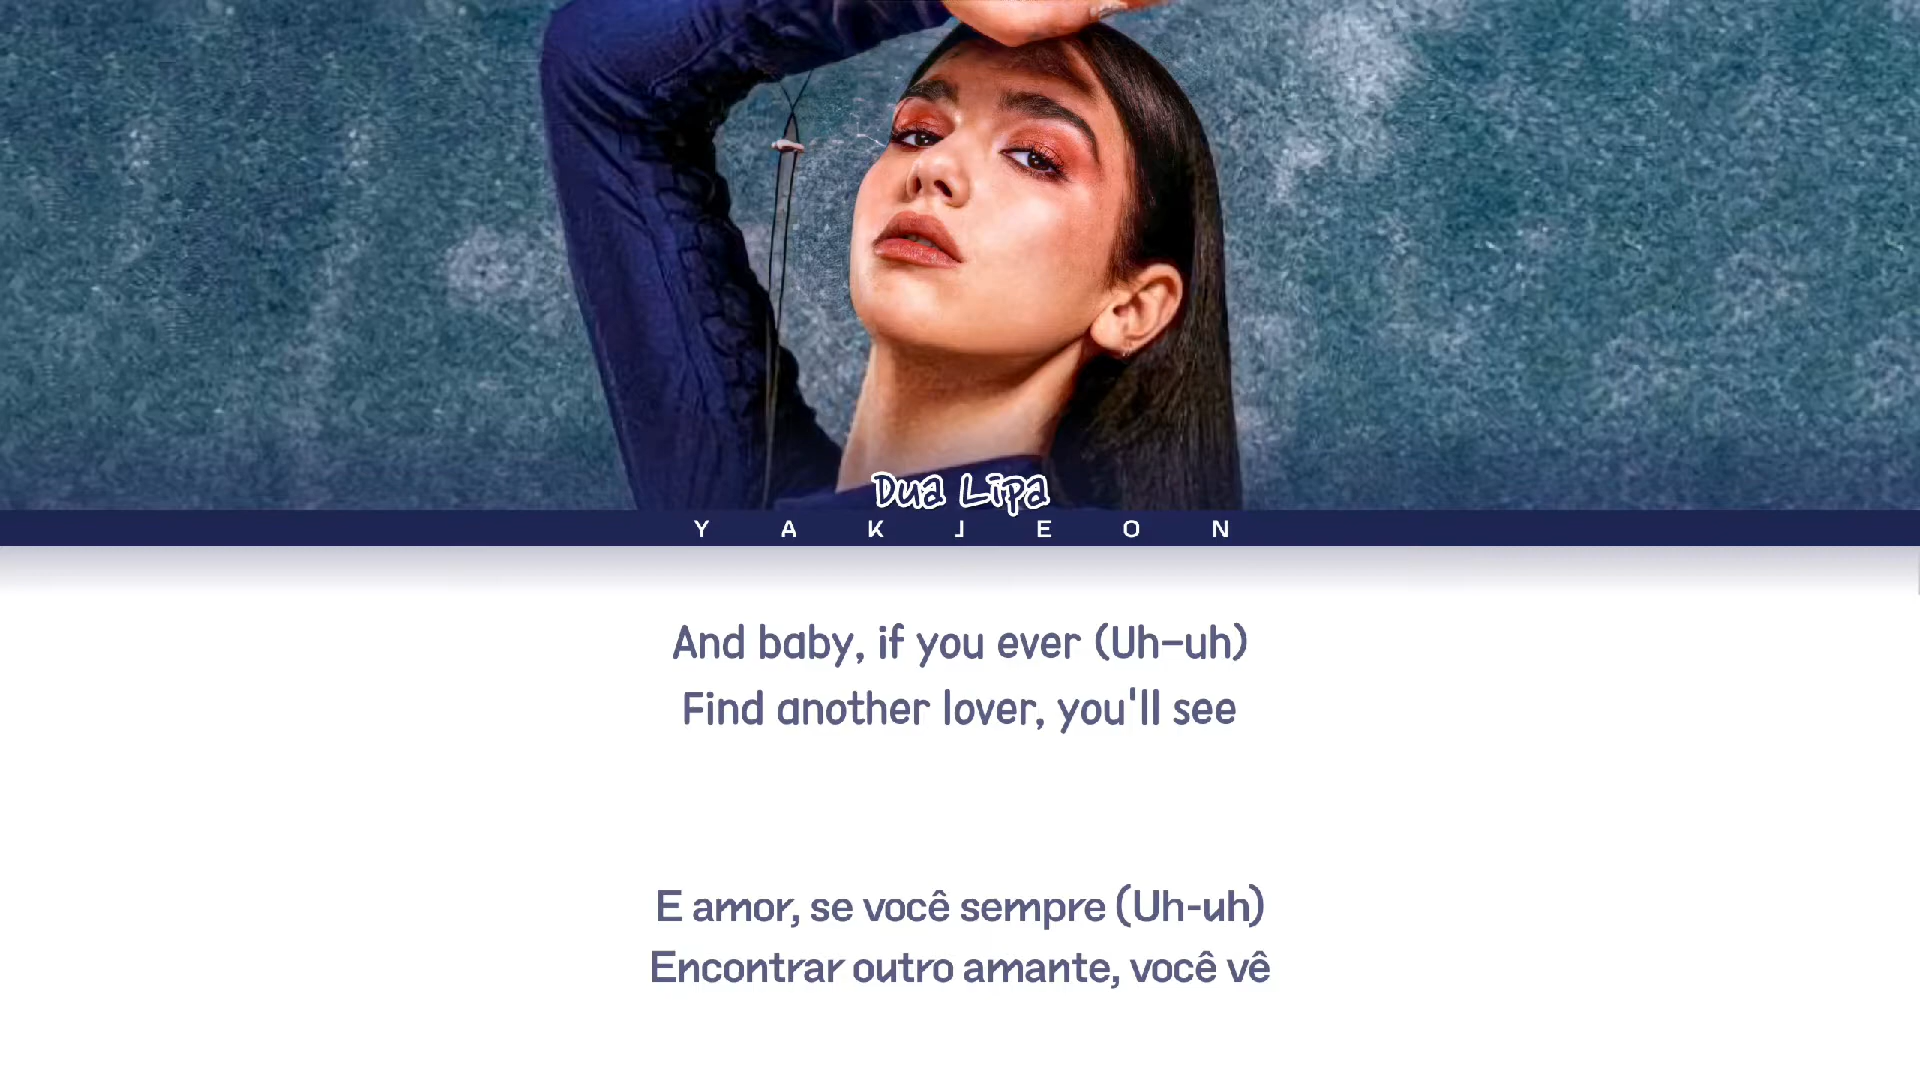 Dua Lipa
YAKJEON
And baby, if you ever (Uh-uh)
Find another lover, you'll see
E amor, se você sempre (Uh-uh)
Encontrar outro amante, você vê